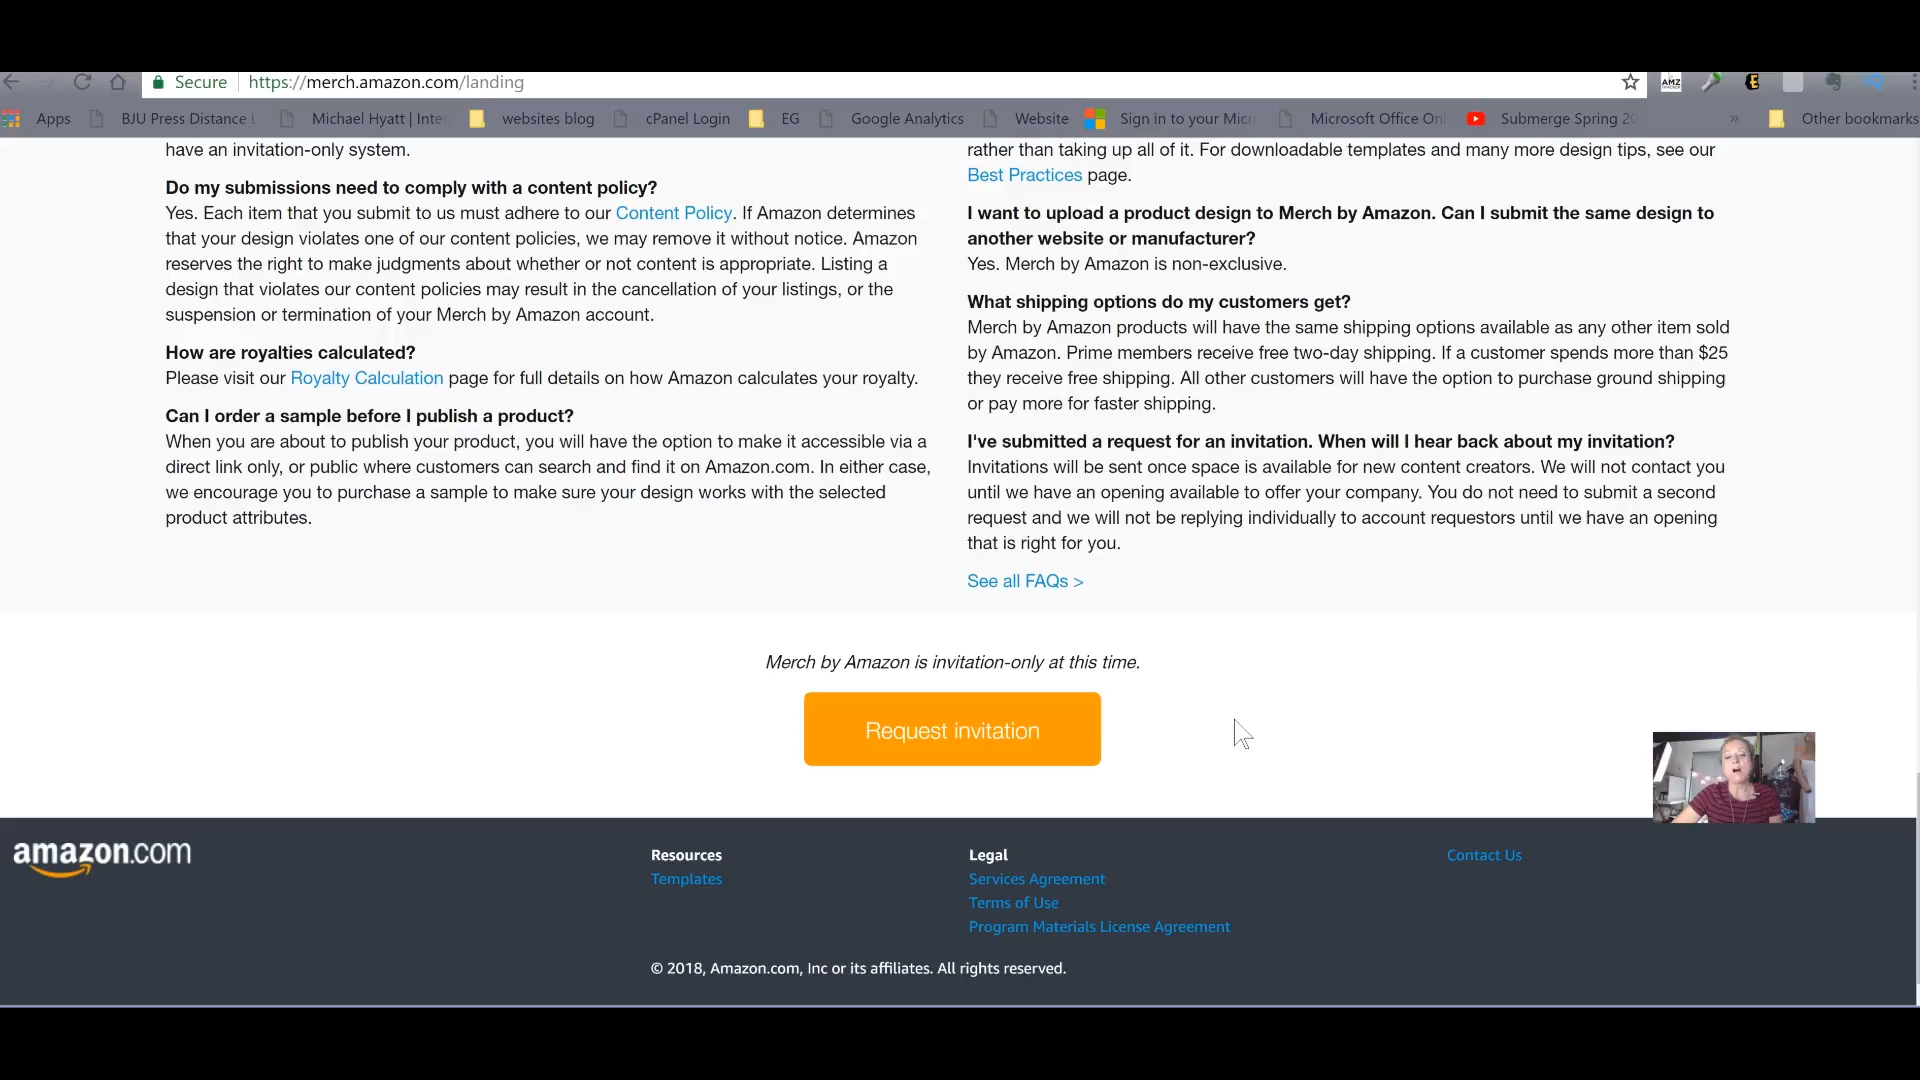 Secure https://merch.amazon.com/landing
AMZ
Apps BJU Press Distance Michael Hyatt | Inte websites blog cPanel Login EG Google Analytics Website Sign in to your Micr Microsoft Office Onl Submerge Spring 20 » Other bookmarks
have an invitation-only system.
Do my submissions need to comply with a content policy?
Yes. Each item that you submit to us must adhere to our Content Policy. If Amazon determines
that your design violates one of our content policies, we may remove it without notice. Amazon
reserves the right to make judgments about whether or not content is appropriate. Listing a
design that violates our content policies may result in the cancellation of your listings, or the
suspension or termination of your Merch by Amazon account.
How are royalties calculated?
Please visit our Royalty Calculation page for full details on how Amazon calculates your royalty.
Can I order a sample before I publish a product?
When you are about to publish your product, you will have the option to make it accessible via a
direct link only, or public where customers can search and find it on Amazon.com. In either case,
we encourage you to purchase a sample to make sure your design works with the selected
product attributes.
rather than taking up all of it. For downloadable templates and many more design tips, see our
Best Practices page.
I want to upload a product design to Merch by Amazon. Can I submit the same design to
another website or manufacturer?
Yes. Merch by Amazon is non-exclusive.
What shipping options do my customers get?
Merch by Amazon products will have the same shipping options available as any other item sold
by Amazon. Prime members receive free two-day shipping. If a customer spends more than $25
they receive free shipping. All other customers will have the option to purchase ground shipping
or pay more for faster shipping.
I've submitted a request for an invitation. When will I hear back about my invitation?
Invitations will be sent once space is available for new content creators. We will not contact you
until we have an opening available to offer your company. You do not need to submit a second
request and we will not be replying individually to account requestors until we have an opening
that is right for you.
See all FAQs >
Merch by Amazon is invitation-only at this time.
Request invitation
amazon.com
Resources
Templates
Legal
Services Agreement
Terms of Use
Program Materials License Agreement
Contact Us
© 2018, Amazon.com, Inc or its affiliates. All rights reserved.